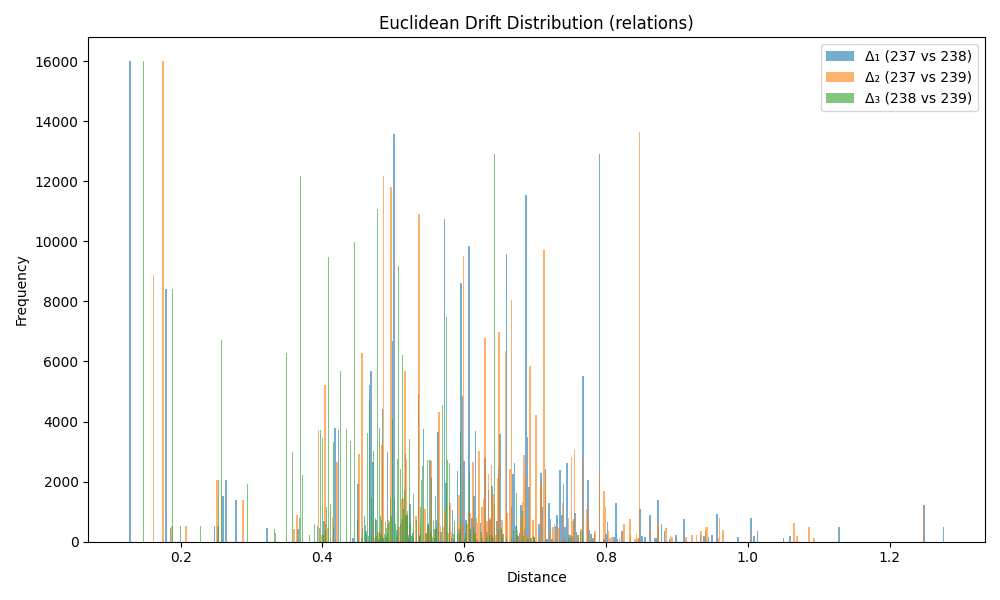 Euclidean Drift Distribution (relations)
Δ₁ (237 vs 238)
Δ₂ (237 vs 239)
Δ₃ (238 vs 239)
Frequency
16000
14000
12000
10000
8000
6000
4000
2000
0
0.2 0.4 0.6 0.8 1.0 1.2
Distance